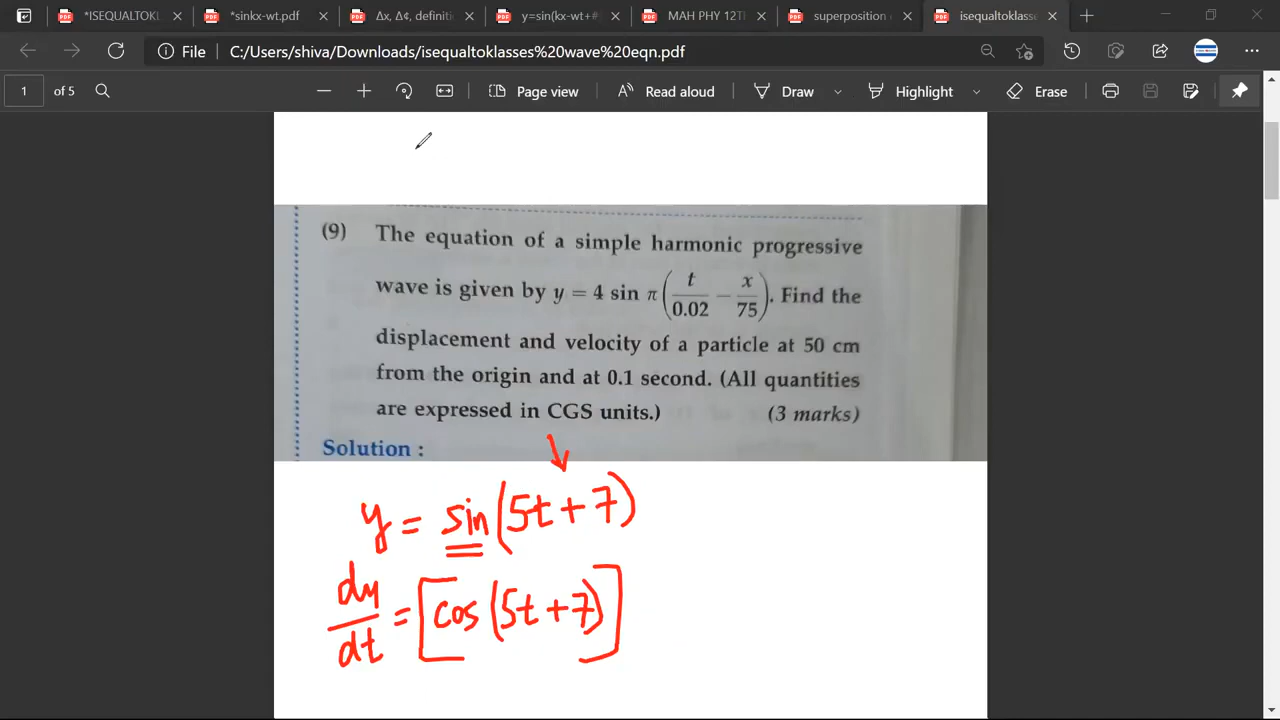 *ISEQUALTOKL
*sinkx-wt.pdf
Δx, Δ¢, definiti
y=sin(kx-wt+#
MAH PHY 12TI
superposition
isequaltoklass
File
C:/Users/shiva/Downloads/isequaltoklasses%20wave%20eqn.pdf
1
of 5
Page view
Read aloud
Draw
Highlight
Erase
(9) The equation of a simple harmonic progressive
wave is given by y = 4 sin π(t/0.02 − x/75). Find the
displacement and velocity of a particle at 50 cm
from the origin and at 0.1 second. (All quantities
are expressed in CGS units.) (3 marks)
Solution :
y = sin(5t+7)
dy/dt = [cos(5t+7)]